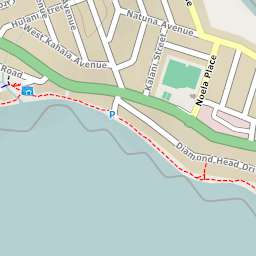 Hulani Street
Natuna Avenue
West Kahala Avenue
Kalani Street
Noela Place
Road
P
Diamond Head Dri